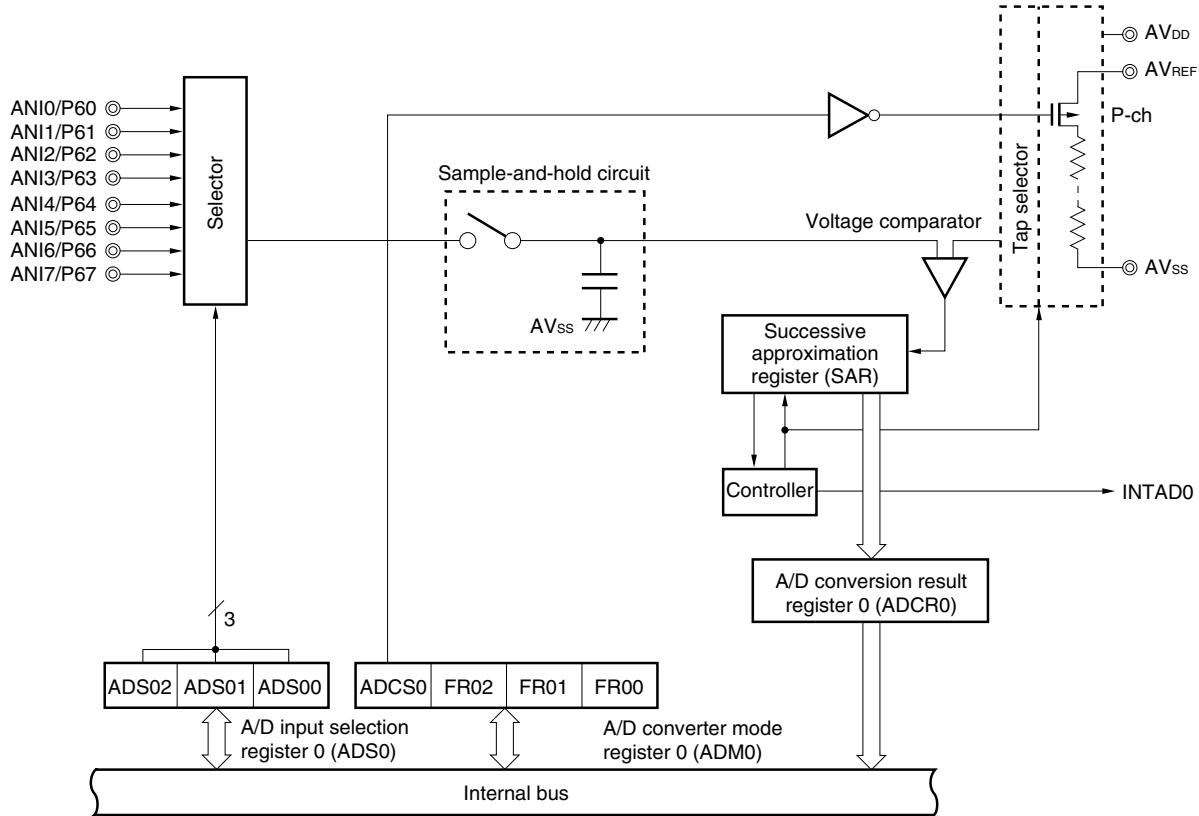 ANI0/P60
ANI1/P61
ANI2/P62
ANI3/P63
ANI4/P64
ANI5/P65
ANI6/P66
ANI7/P67
Selector
Sample-and-hold circuit
AVSS
Voltage comparator
Tap selector
AVDD
AVREF
P-ch
AVSS
Successive
approximation
register (SAR)
Controller
INTAD0
A/D conversion result
register 0 (ADCR0)
3
ADS02
ADS01
ADS00
ADCS0
FR02
FR01
FR00
A/D input selection
register 0 (ADS0)
A/D converter mode
register 0 (ADM0)
Internal bus